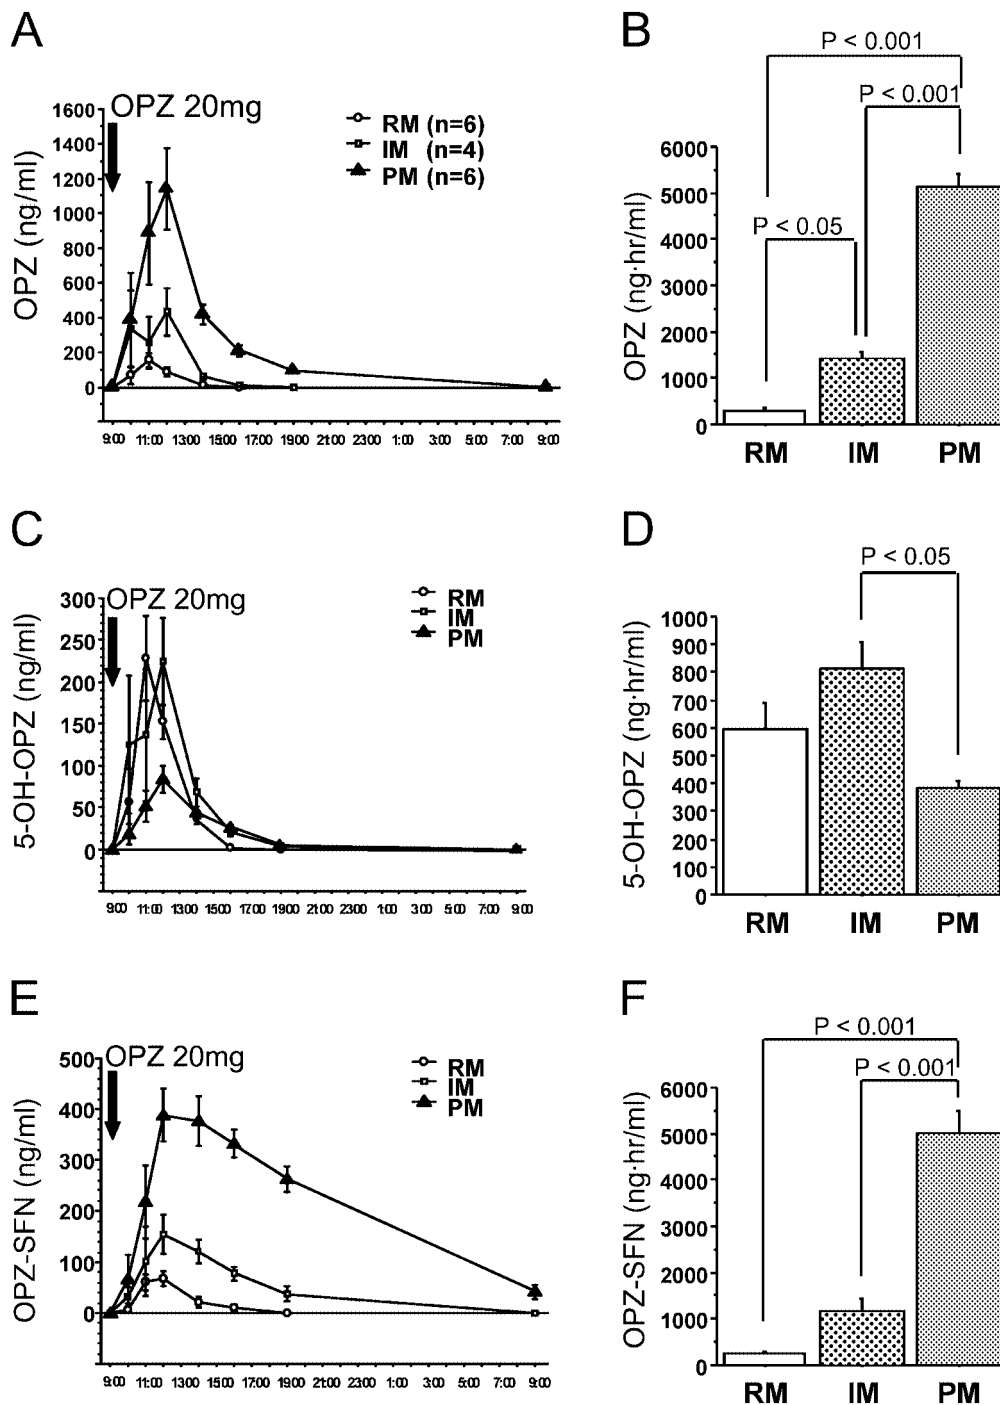 A
OPZ 20mg
RM (n=6)
IM (n=4)
PM (n=6)
OPZ (ng/ml)
1600
1400
1200
1000
800
600
400
200
0
9:00 11:00 13:00 15:00 17:00 19:00 21:00 23:00 1:00 3:00 5:00 7:00 9:00
B
P < 0.001
P < 0.001
P < 0.05
OPZ (ng·hr/ml)
6000
5000
4000
3000
2000
1000
0
RM IM PM
C
OPZ 20mg
RM
IM
PM
5-OH-OPZ (ng/ml)
300
250
200
150
100
50
0
9:00 11:00 13:00 15:00 17:00 19:00 21:00 23:00 1:00 3:00 5:00 7:00 9:00
D
P < 0.05
5-OH-OPZ (ng·hr/ml)
1000
900
800
700
600
500
400
300
200
100
0
RM IM PM
E
OPZ 20mg
RM
IM
PM
OPZ-SFN (ng/ml)
500
400
300
200
100
0
9:00 11:00 13:00 15:00 17:00 19:00 21:00 23:00 1:00 3:00 5:00 7:00 9:00
F
P < 0.001
P < 0.001
OPZ-SFN (ng·hr/ml)
6000
5000
4000
3000
2000
1000
0
RM IM PM